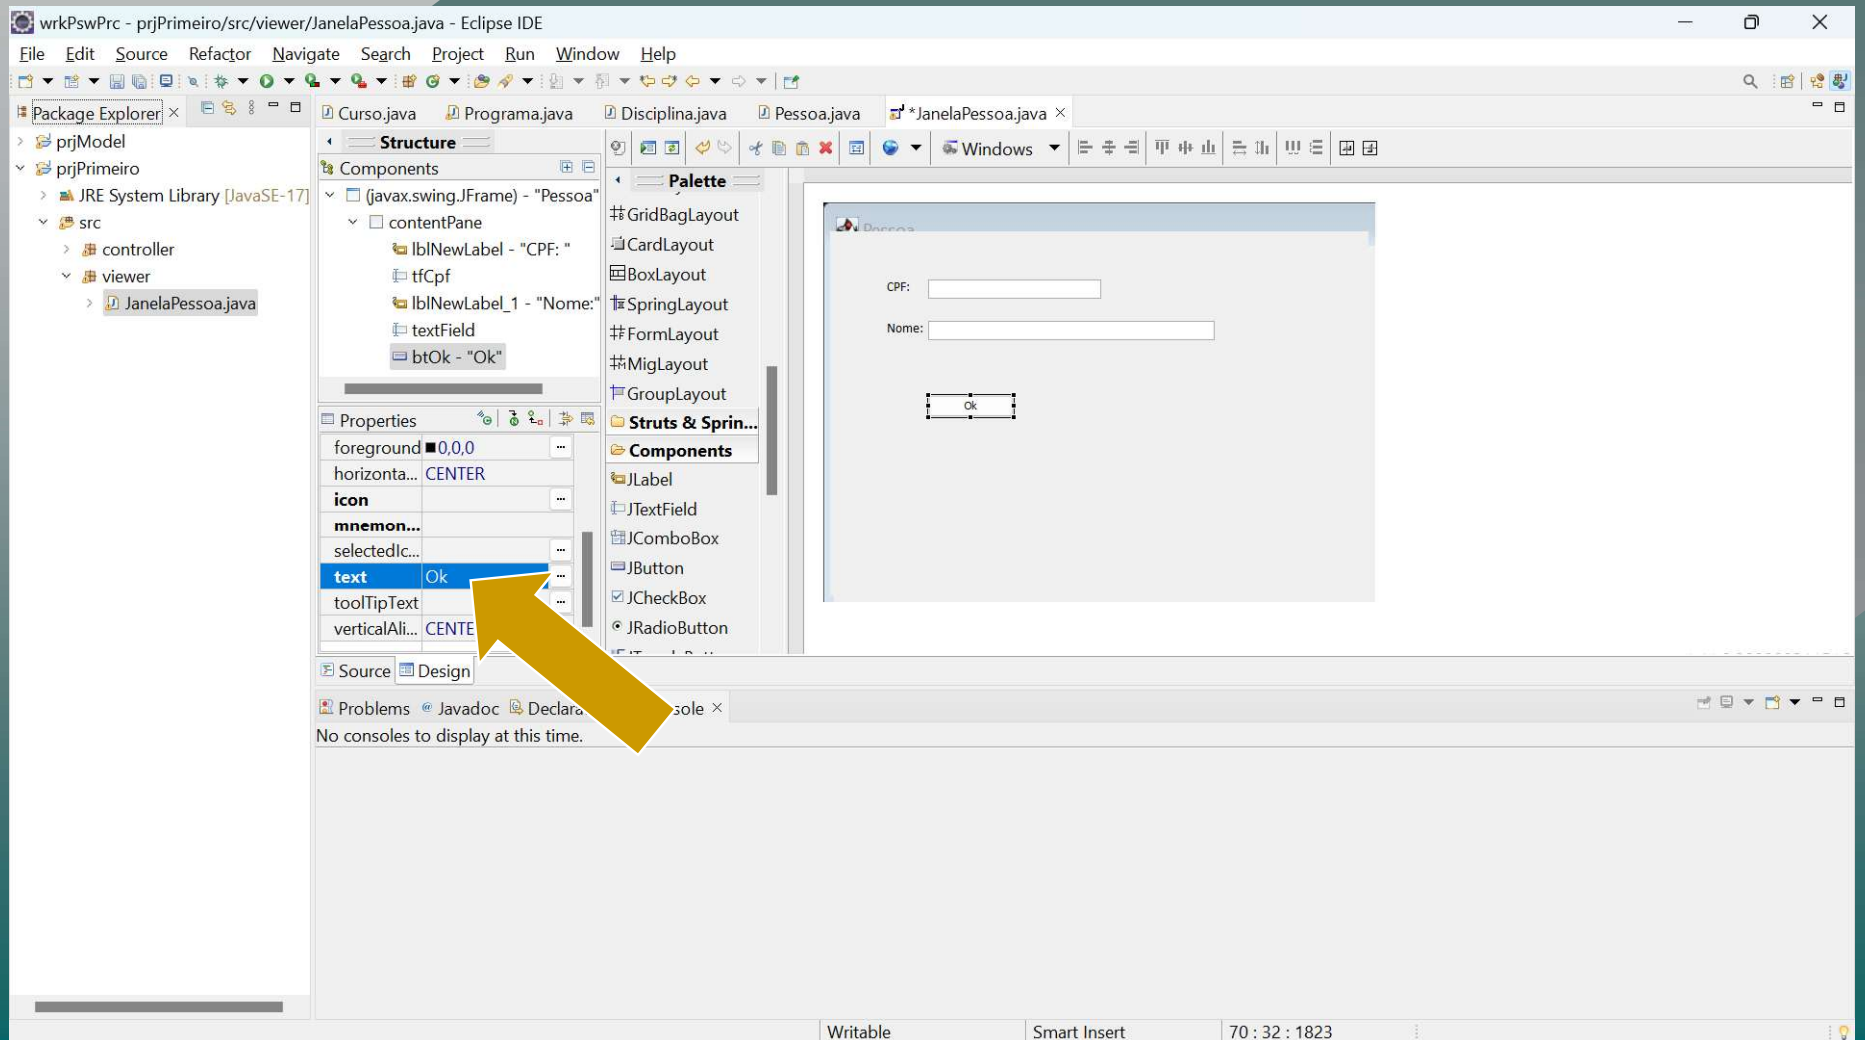 wrkPswPrc - prjPrimeiro/src/viewer/JanelaPessoa.java - Eclipse IDE
File Edit Source Refactor Navigate Search Project Run Window Help
Package Explorer
prjModel
prjPrimeiro
JRE System Library [JavaSE-17]
src
controller
viewer
JanelaPessoa.java
Curso.java Programa.java Disciplina.java Pessoa.java *JanelaPessoa.java
Structure
Components
(javax.swing.JFrame) - "Pessoa"
contentPane
lblNewLabel - "CPF: "
tfCpf
lblNewLabel_1 - "Nome:"
textField
btOk - "Ok"
Properties
foreground 0,0,0
horizonta... CENTER
icon
mnemon...
selectedIc...
text Ok
toolTipText
verticalAli... CENTE
Windows
Palette
GridBagLayout
CardLayout
BoxLayout
SpringLayout
FormLayout
MigLayout
GroupLayout
Struts & Sprin...
Components
JLabel
JTextField
JComboBox
JButton
JCheckBox
JRadioButton
Pessoa
CPF:
Nome:
Ok
Source Design
Problems Javadoc Declara sole
No consoles to display at this time.
Writable Smart Insert 70 : 32 : 1823